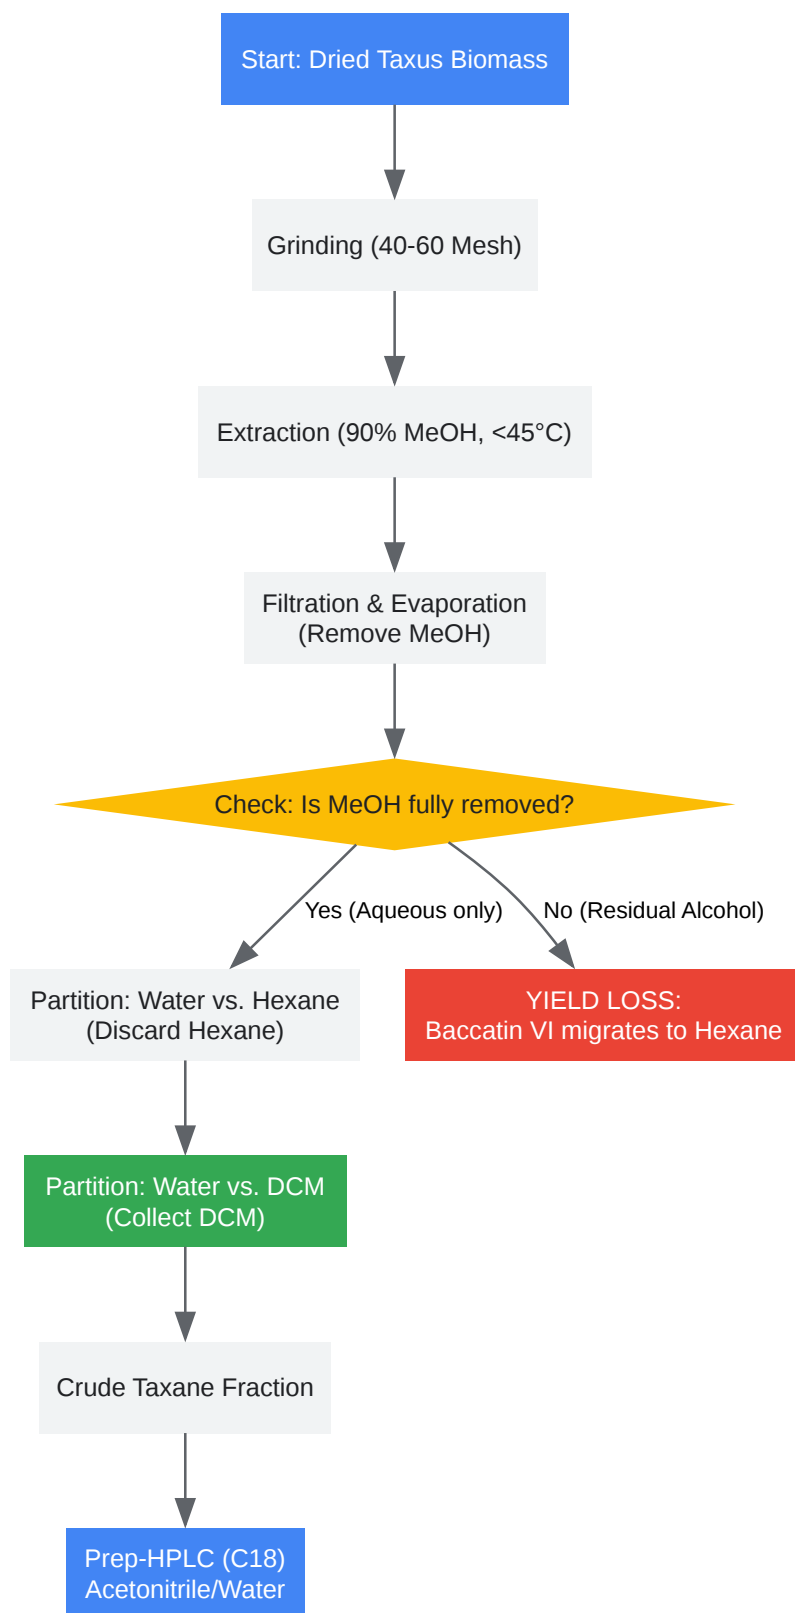 Start: Dried Taxus Biomass
Grinding (40-60 Mesh)
Extraction (90% MeOH, <45°C)
Filtration & Evaporation
(Remove MeOH)
Check: Is MeOH fully removed?
Yes (Aqueous only)
No (Residual Alcohol)
Partition: Water vs. Hexane
(Discard Hexane)
YIELD LOSS:
Baccatin VI migrates to Hexane
Partition: Water vs. DCM
(Collect DCM)
Crude Taxane Fraction
Prep-HPLC (C18)
Acetonitrile/Water